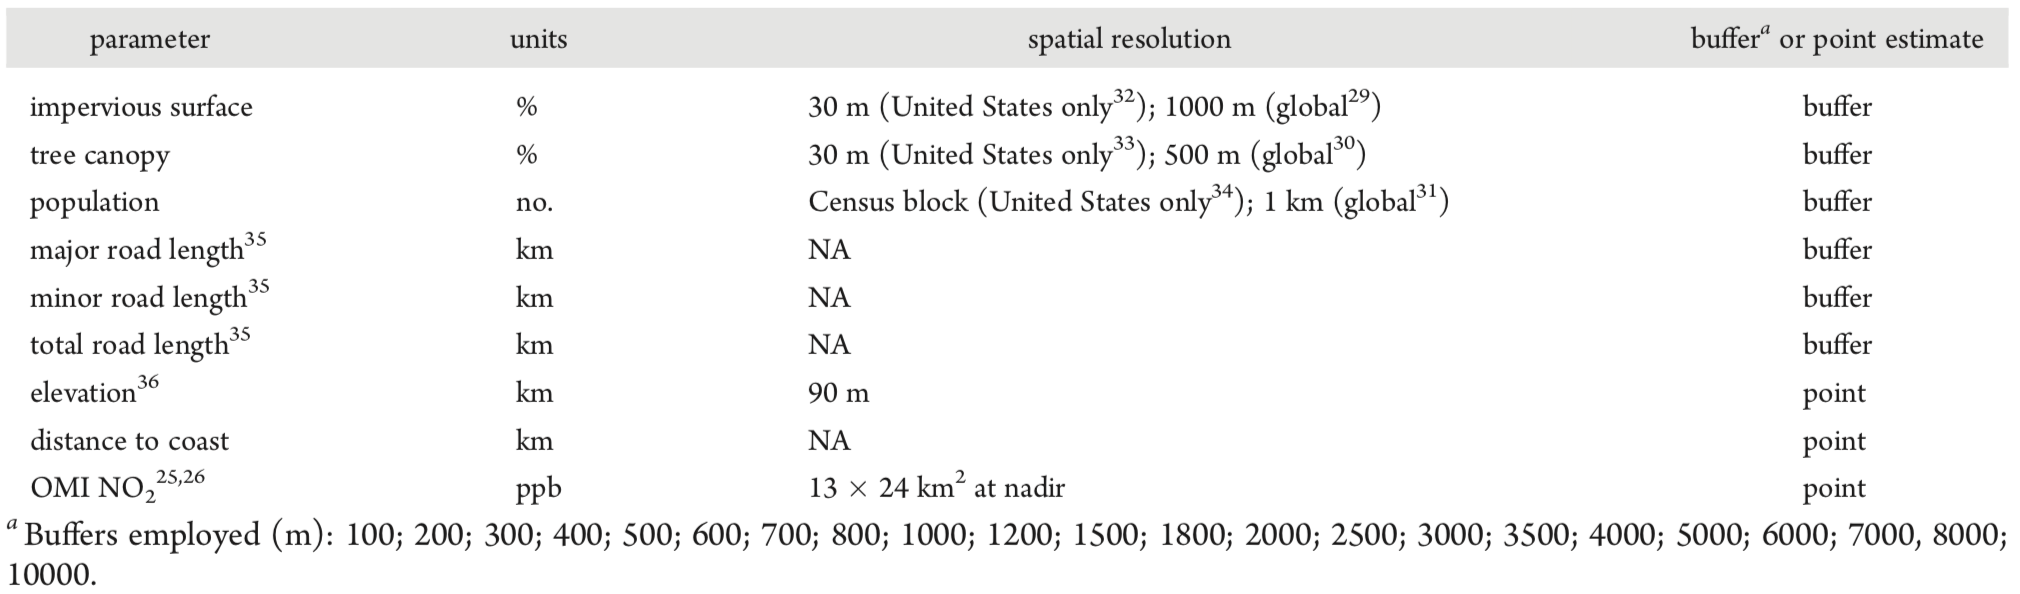 parameter units spatial resolution buffer^a or point estimate
impervious surface % 30 m (United States only^32); 1000 m (global^29) buffer
tree canopy % 30 m (United States only^33); 500 m (global^30) buffer
population no. Census block (United States only^34); 1 km (global^31) buffer
major road length^35 km NA buffer
minor road length^35 km NA buffer
total road length^35 km NA buffer
elevation^36 km 90 m point
distance to coast km NA point
OMI NO₂^25,26 ppb 13 × 24 km² at nadir point
^a Buffers employed (m): 100; 200; 300; 400; 500; 600; 700; 800; 1000; 1200; 1500; 1800; 2000; 2500; 3000; 3500; 4000; 5000; 6000; 7000, 8000;
10000.